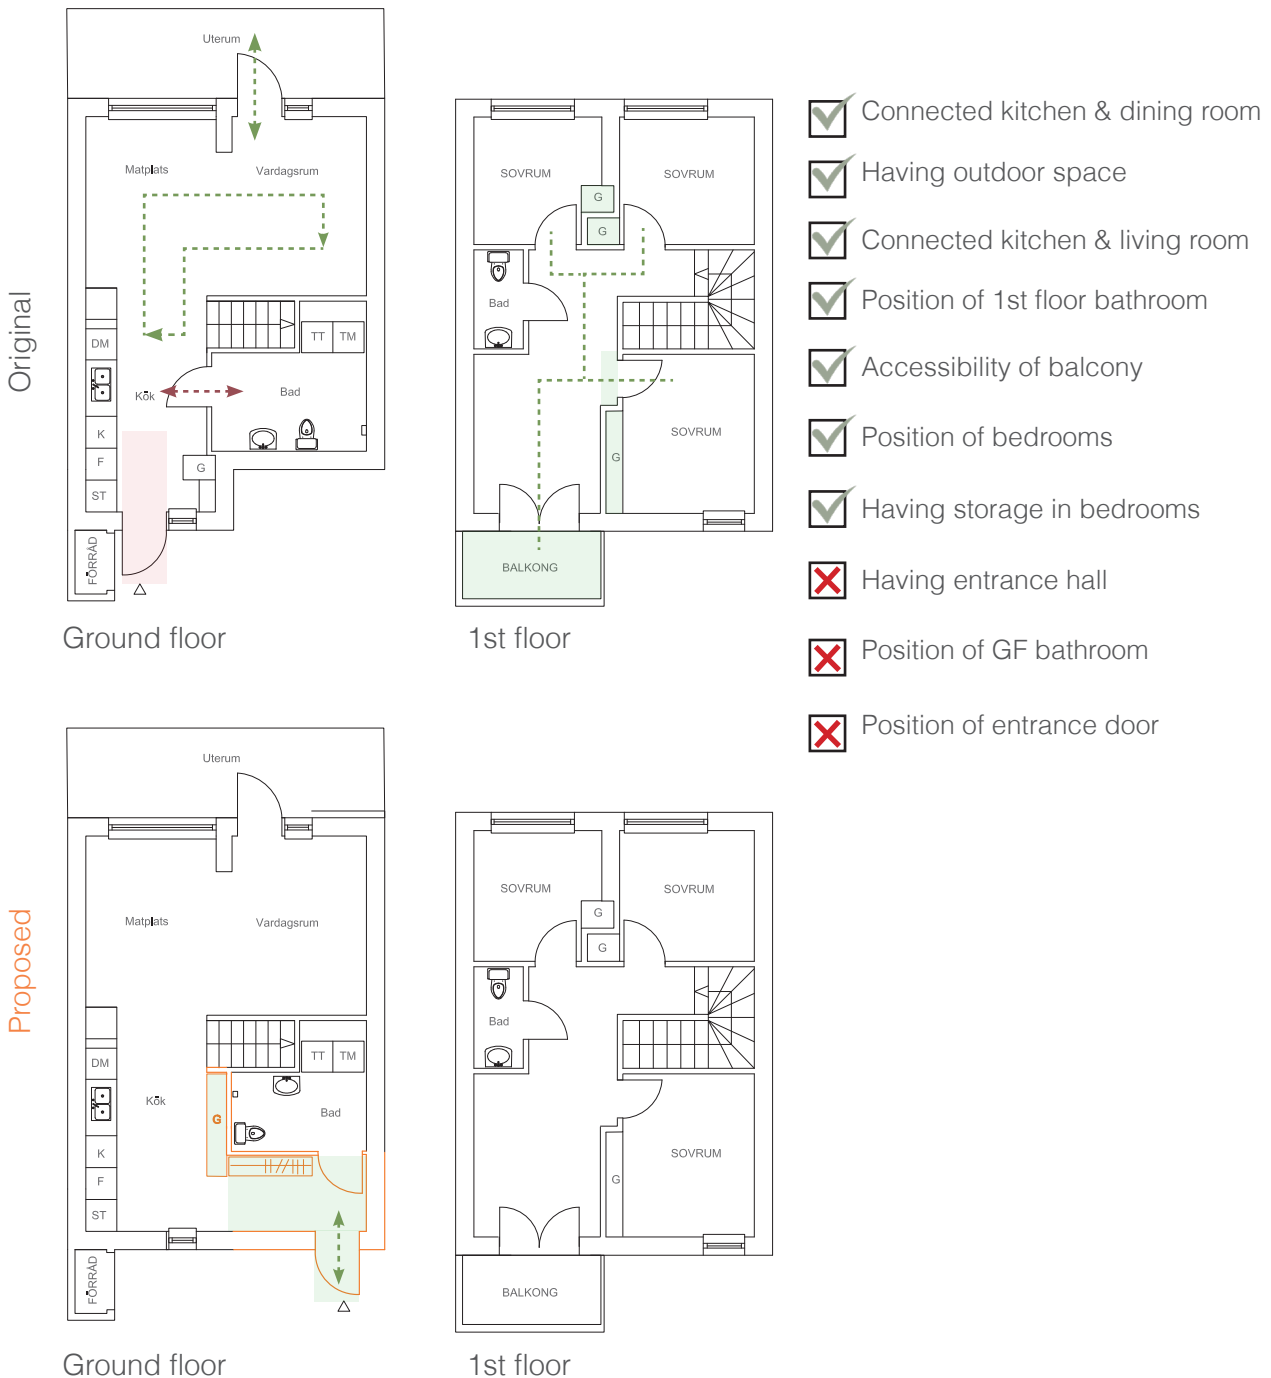 Original
Uterum
Matplats
Vardagsrum
DM
TT
TM
Kök
Bad
K
F
G
ST
FÖRRÅD
Ground floor
SOVRUM
SOVRUM
G
G
Bad
SOVRUM
G
BALKONG
1st floor
Connected kitchen & dining room
Having outdoor space
Connected kitchen & living room
Position of 1st floor bathroom
Accessibility of balcony
Position of bedrooms
Having storage in bedrooms
Having entrance hall
Position of GF bathroom
Position of entrance door
Proposed
Uterum
Matplats
Vardagsrum
DM
TT
TM
Kök
G
Bad
K
F
ST
FÖRRÅD
Ground floor
SOVRUM
SOVRUM
G
G
Bad
SOVRUM
G
BALKONG
1st floor